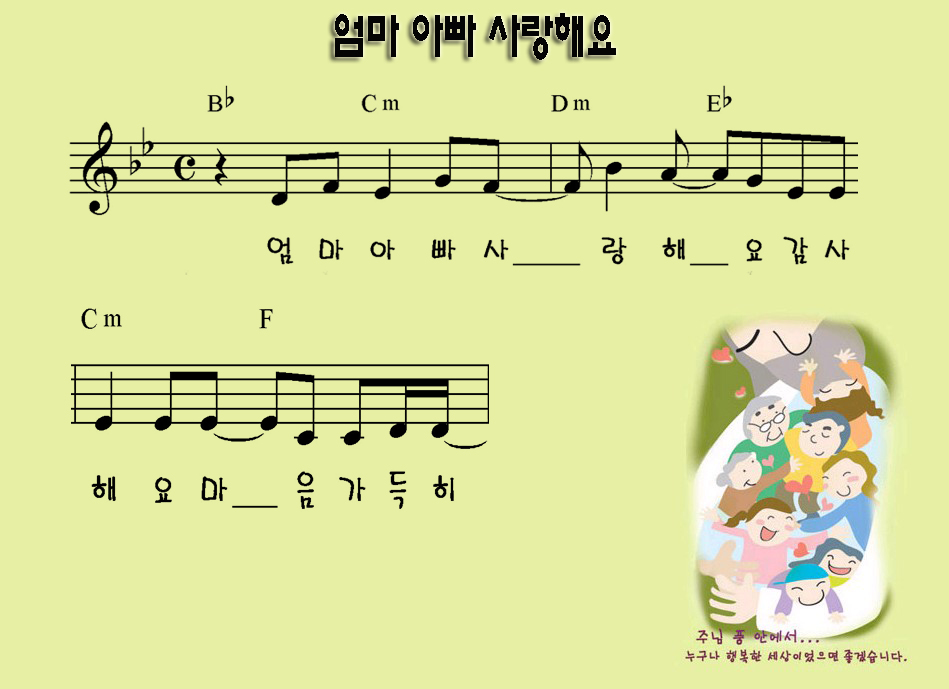 엄마 아빠 사랑해요
B♭ Cm Dm E♭
엄 마 아 빠 사____ 랑 해___ 요 감 사
Cm F
해 요 마___ 음 가 득 히
주님 품 안에서...
누구나 행복한 세상이었으면 좋겠습니다.